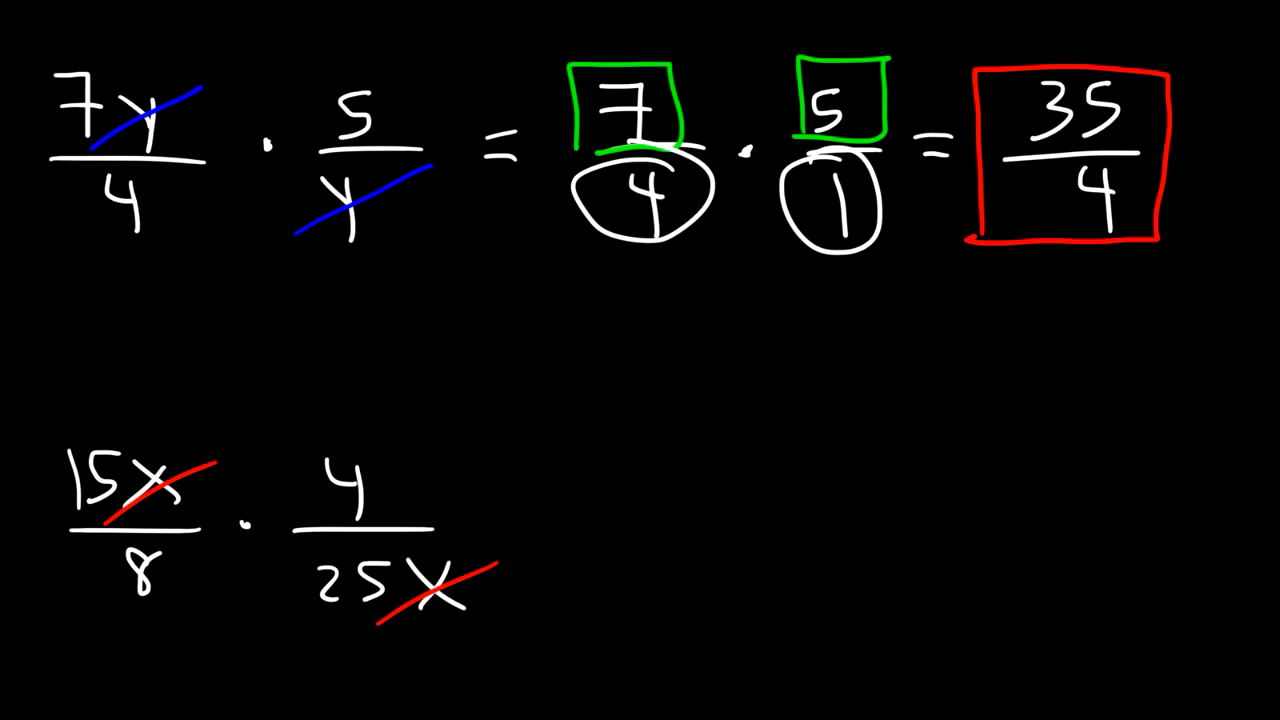 7y/4 · 5/y = 7/4 · 5/1 = 35/4
15x/8 · 4/25x